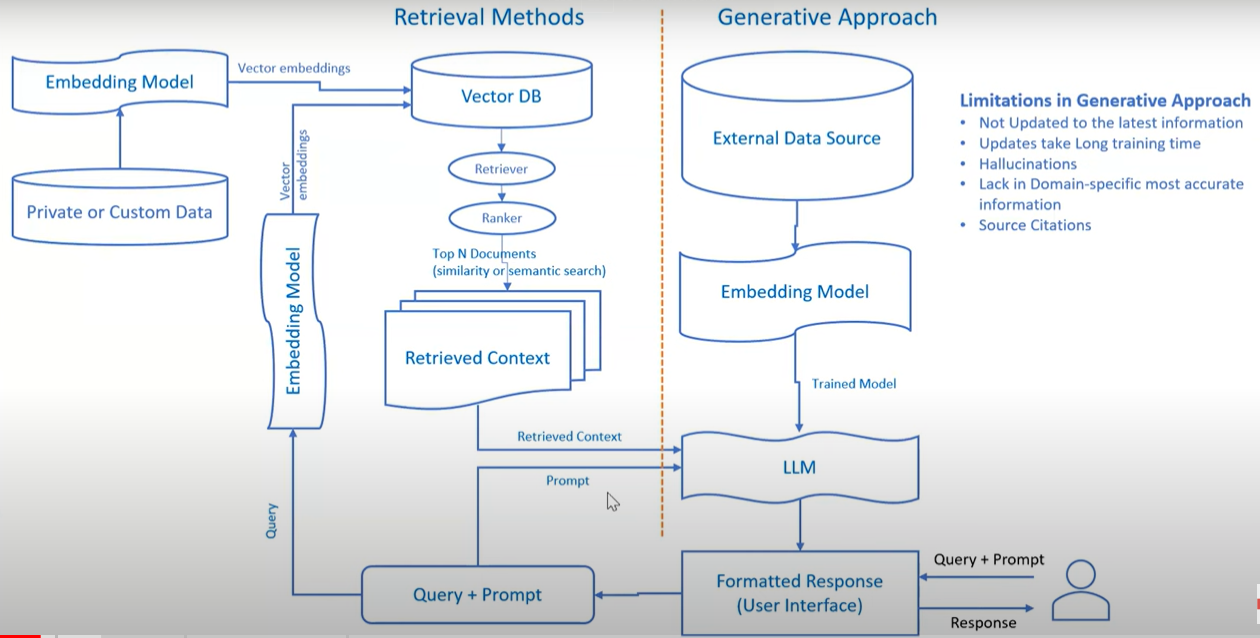 Retrieval Methods
Generative Approach
Embedding Model
Vector embeddings
Vector DB
External Data Source
Limitations in Generative Approach
• Not Updated to the latest information
• Updates take Long training time
• Hallucinations
• Lack in Domain-specific most accurate
information
• Source Citations
Private or Custom Data
Vector
embeddings
Retriever
Ranker
Top N Documents
(similarity or semantic search)
Embedding Model
Retrieved Context
Embedding Model
Trained Model
Retrieved Context
LLM
Prompt
Query
Query + Prompt
Formatted Response
(User Interface)
Query + Prompt
Response